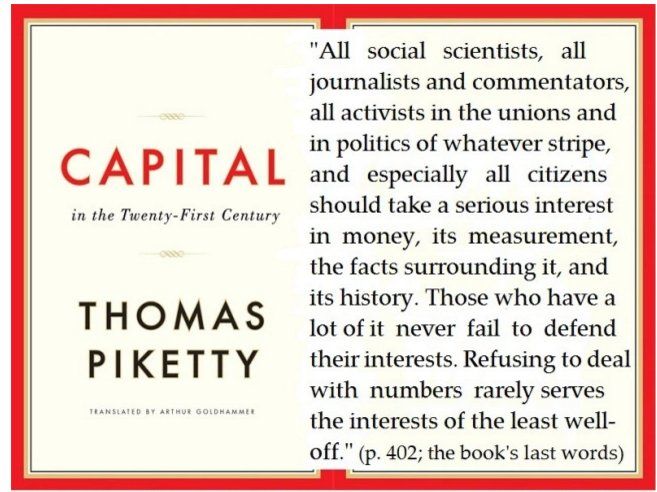 CAPITAL
in the Twenty-First Century
THOMAS
PIKETTY
TRANSLATED BY ARTHUR GOLDHAMMER
"All social scientists, all
journalists and commentators,
all activists in the unions and
in politics of whatever stripe,
and especially all citizens
should take a serious interest
in money, its measurement,
the facts surrounding it, and
its history. Those who have a
lot of it never fail to defend
their interests. Refusing to deal
with numbers rarely serves
the interests of the least well-
off." (p. 402; the book's last words)